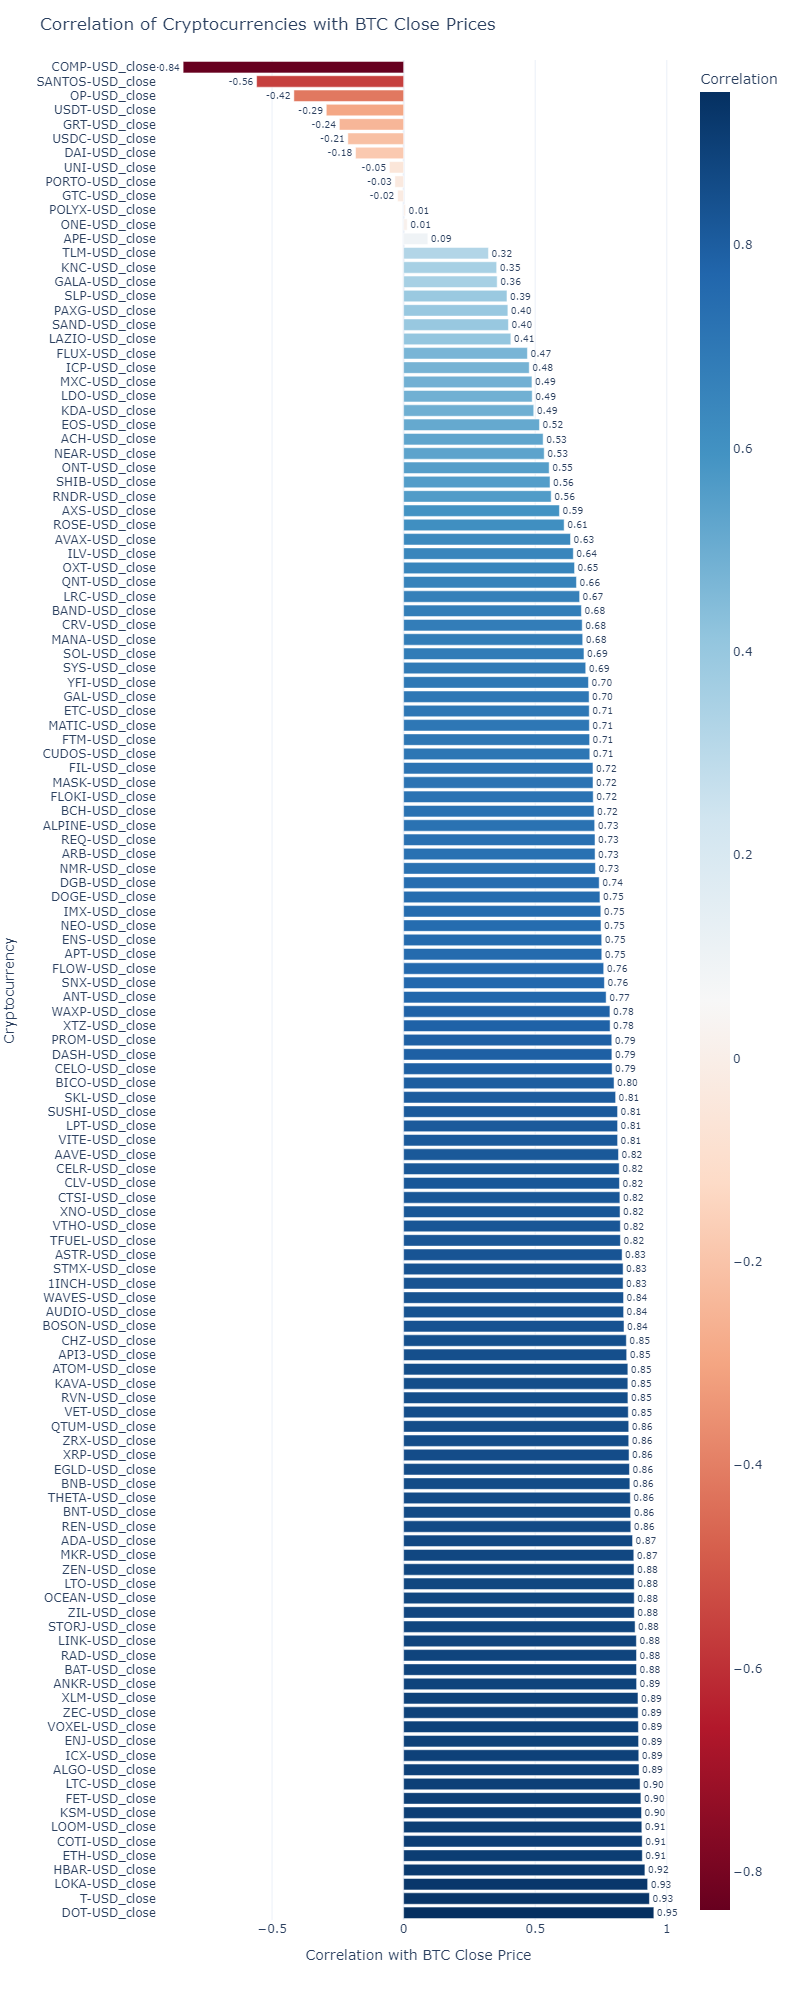 Correlation of Cryptocurrencies with BTC Close Prices
COMP-USD_close -0.84
SANTOS-USD_close -0.56
OP-USD_close -0.42
USDT-USD_close -0.29
GRT-USD_close -0.24
USDC-USD_close -0.21
DAI-USD_close -0.18
UNI-USD_close -0.05
PORTO-USD_close -0.03
GTC-USD_close -0.02
POLYX-USD_close 0.01
ONE-USD_close 0.01
APE-USD_close 0.09
TLM-USD_close 0.32
KNC-USD_close 0.35
GALA-USD_close 0.36
SLP-USD_close 0.39
PAXG-USD_close 0.40
SAND-USD_close 0.40
LAZIO-USD_close 0.41
FLUX-USD_close 0.47
ICP-USD_close 0.48
MXC-USD_close 0.49
LDO-USD_close 0.49
KDA-USD_close 0.49
EOS-USD_close 0.52
ACH-USD_close 0.53
NEAR-USD_close 0.53
ONT-USD_close 0.55
SHIB-USD_close 0.56
RNDR-USD_close 0.56
AXS-USD_close 0.59
ROSE-USD_close 0.61
AVAX-USD_close 0.63
ILV-USD_close 0.64
OXT-USD_close 0.65
QNT-USD_close 0.66
LRC-USD_close 0.67
BAND-USD_close 0.68
CRV-USD_close 0.68
MANA-USD_close 0.68
SOL-USD_close 0.69
SYS-USD_close 0.69
YFI-USD_close 0.70
GAL-USD_close 0.70
ETC-USD_close 0.71
MATIC-USD_close 0.71
FTM-USD_close 0.71
CUDOS-USD_close 0.71
FIL-USD_close 0.72
MASK-USD_close 0.72
FLOKI-USD_close 0.72
BCH-USD_close 0.72
ALPINE-USD_close 0.73
REQ-USD_close 0.73
ARB-USD_close 0.73
NMR-USD_close 0.73
DGB-USD_close 0.74
DOGE-USD_close 0.75
IMX-USD_close 0.75
NEO-USD_close 0.75
ENS-USD_close 0.75
APT-USD_close 0.75
FLOW-USD_close 0.76
SNX-USD_close 0.76
ANT-USD_close 0.77
WAXP-USD_close 0.78
XTZ-USD_close 0.78
PROM-USD_close 0.79
DASH-USD_close 0.79
CELO-USD_close 0.79
BICO-USD_close 0.80
SKL-USD_close 0.81
SUSHI-USD_close 0.81
LPT-USD_close 0.81
VITE-USD_close 0.81
AAVE-USD_close 0.82
CELR-USD_close 0.82
CLV-USD_close 0.82
CTSI-USD_close 0.82
XNO-USD_close 0.82
VTHO-USD_close 0.82
TFUEL-USD_close 0.82
ASTR-USD_close 0.83
STMX-USD_close 0.83
1INCH-USD_close 0.83
WAVES-USD_close 0.84
AUDIO-USD_close 0.84
BOSON-USD_close 0.84
CHZ-USD_close 0.85
API3-USD_close 0.85
ATOM-USD_close 0.85
KAVA-USD_close 0.85
RVN-USD_close 0.85
VET-USD_close 0.85
QTUM-USD_close 0.86
ZRX-USD_close 0.86
XRP-USD_close 0.86
EGLD-USD_close 0.86
BNB-USD_close 0.86
THETA-USD_close 0.86
BNT-USD_close 0.86
REN-USD_close 0.86
ADA-USD_close 0.87
MKR-USD_close 0.87
ZEN-USD_close 0.88
LTO-USD_close 0.88
OCEAN-USD_close 0.88
ZIL-USD_close 0.88
STORJ-USD_close 0.88
LINK-USD_close 0.88
RAD-USD_close 0.88
BAT-USD_close 0.88
ANKR-USD_close 0.89
XLM-USD_close 0.89
ZEC-USD_close 0.89
VOXEL-USD_close 0.89
ENJ-USD_close 0.89
ICX-USD_close 0.89
ALGO-USD_close 0.89
LTC-USD_close 0.90
FET-USD_close 0.90
KSM-USD_close 0.90
LOOM-USD_close 0.91
COTI-USD_close 0.91
ETH-USD_close 0.91
HBAR-USD_close 0.92
LOKA-USD_close 0.93
T-USD_close 0.93
DOT-USD_close 0.95
−0.5 0 0.5 1
Correlation with BTC Close Price
Cryptocurrency
Correlation
0.8
0.6
0.4
0.2
0
−0.2
−0.4
−0.6
−0.8